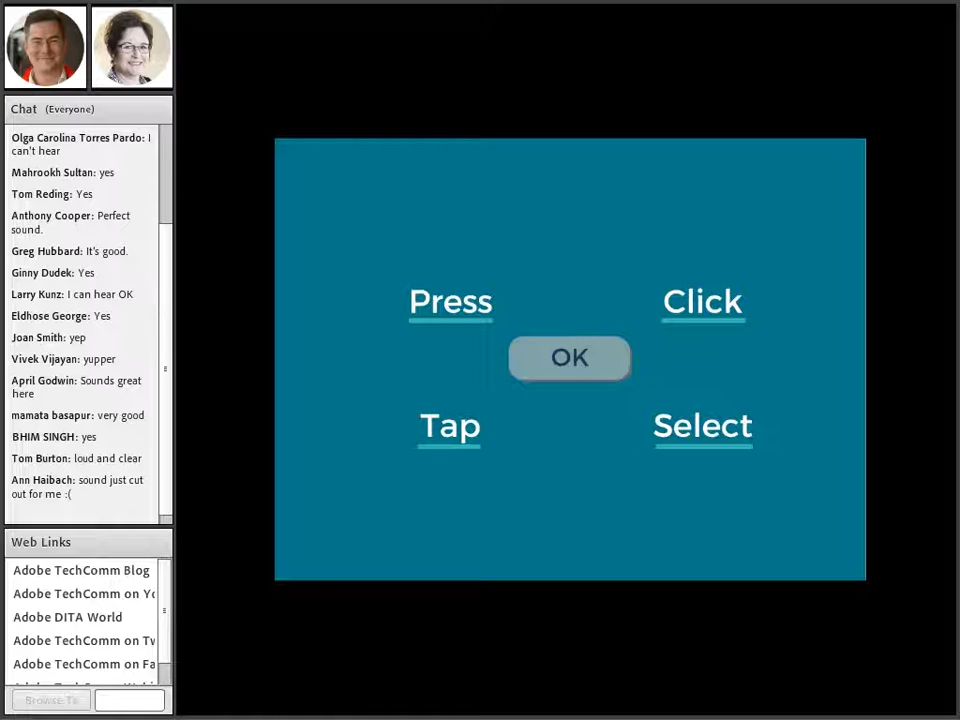 Chat (Everyone)
Olga Carolina Torres Pardo: I
can't hear
Mahrookh Sultan: yes
Tom Reding: Yes
Anthony Cooper: Perfect
sound.
Greg Hubbard: It's good.
Ginny Dudek: Yes
Larry Kunz: I can hear OK
Eldhose George: Yes
Joan Smith: yep
Vivek Vijayan: yupper
April Godwin: Sounds great
here
mamata basapur: very good
BHIM SINGH: yes
Tom Burton: loud and clear
Ann Haibach: sound just cut
out for me :(
Web Links
Adobe TechComm Blog
Adobe TechComm on Yo
Adobe DITA World
Adobe TechComm on Tw
Adobe TechComm on Fa
Browse To
Press
Click
OK
Tap
Select